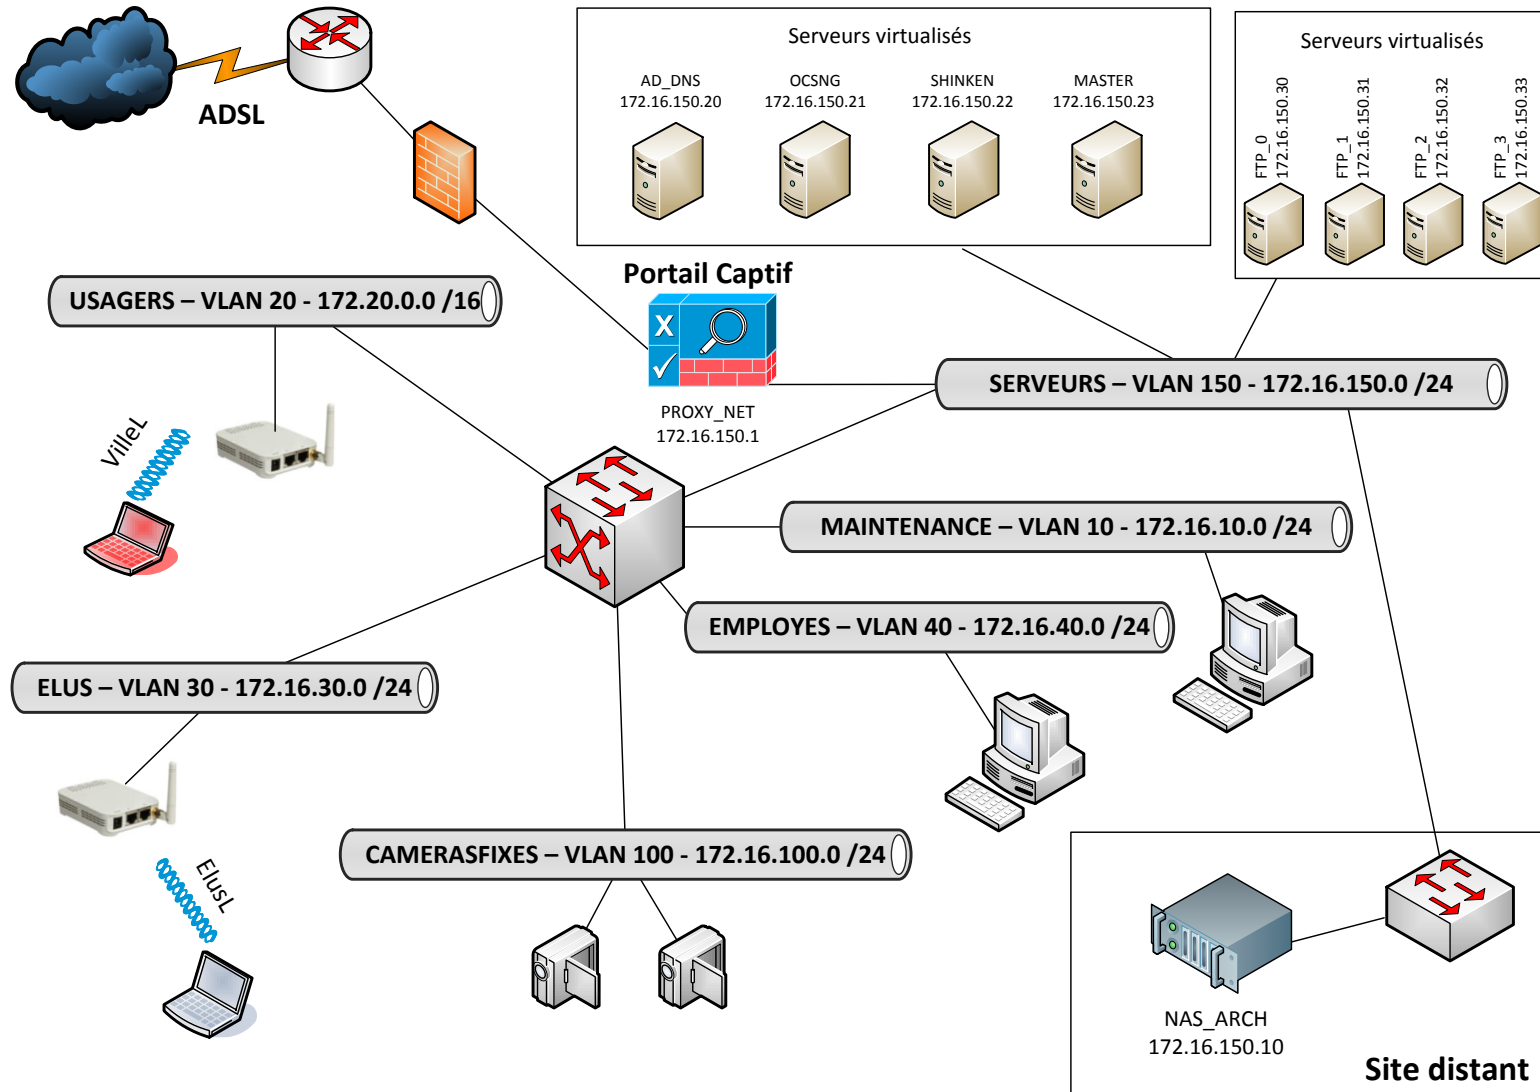 Serveurs virtualisés
AD_DNS
172.16.150.20
OCSNG
172.16.150.21
SHINKEN
172.16.150.22
MASTER
172.16.150.23
Serveurs virtualisés
FTP_0
172.16.150.30
FTP_1
172.16.150.31
FTP_2
172.16.150.32
FTP_3
172.16.150.33
ADSL
Portail Captif
X
PROXY_NET
172.16.150.1
USAGERS – VLAN 20 - 172.20.0.0 /16
SERVEURS – VLAN 150 - 172.16.150.0 /24
VilleL
MAINTENANCE – VLAN 10 - 172.16.10.0 /24
EMPLOYES – VLAN 40 - 172.16.40.0 /24
ELUS – VLAN 30 - 172.16.30.0 /24
CAMERASFIXES – VLAN 100 - 172.16.100.0 /24
ElusL
NAS_ARCH
172.16.150.10
Site distant